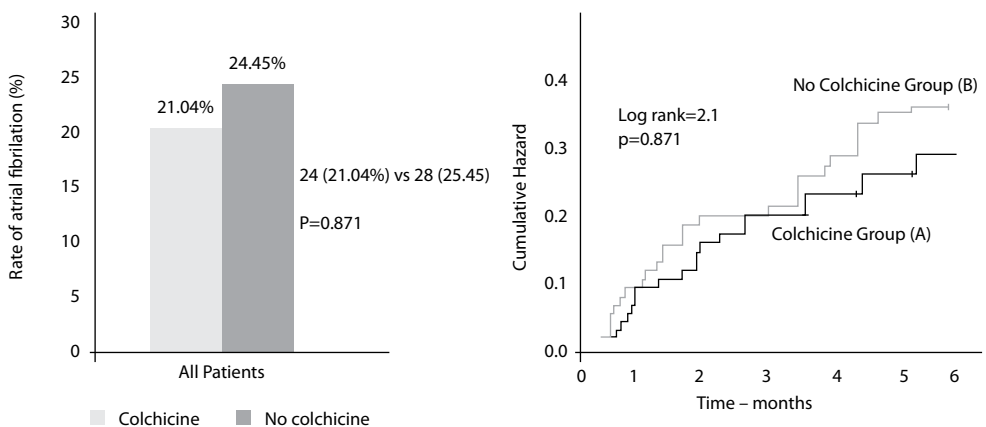 Rate of atrial fibrilation (%)
30
25
20
15
10
5
0
21.04%
24.45%
24 (21.04%) vs 28 (25.45)
P=0.871
All Patients
Colchicine
No colchicine
Cumulative Hazard
0.4
0.3
0.2
0.1
0.0
Log rank=2.1
p=0.871
No Colchicine Group (B)
Colchicine Group (A)
0 1 2 3 4 5 6
Time – months